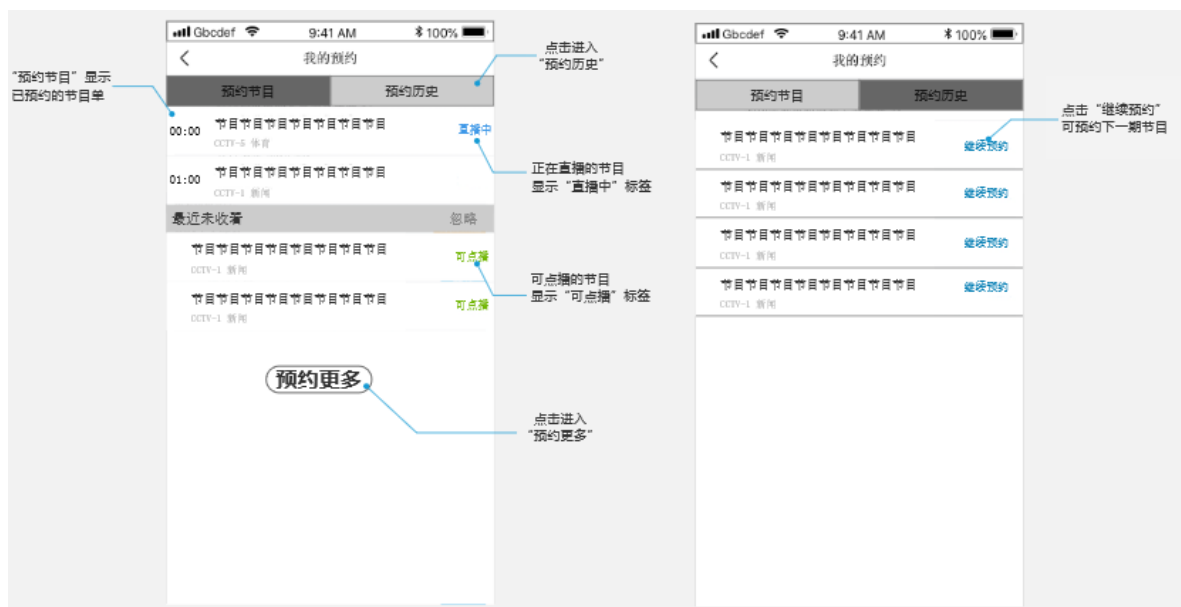 Gbcdef 9:41 AM 100%
我的预约
预约节目 预约历史
00:00 节目节目节目节目节目节目 直播中
CCTV-5 体育
01:00 节目节目节目节目节目节目
CCTV-1 新闻
最近未收看 忽略
节目节目节目节目节目节目节目 可点播
CCTV-1 新闻
节目节目节目节目节目节目节目 可点播
CCTV-1 新闻
预约更多
“预约节目”显示
已预约的节目单
点击进入
“预约历史”
正在直播的节目
显示“直播中”标签
可点播的节目
显示“可点播”标签
点击进入
“预约更多”
Gbcdef 9:41 AM 100%
我的预约
预约节目 预约历史
节目节目节目节目节目节目节目 继续预约
CCTV-1 新闻
节目节目节目节目节目节目节目 继续预约
CCTV-1 新闻
节目节目节目节目节目节目节目 继续预约
CCTV-1 新闻
节目节目节目节目节目节目节目 继续预约
CCTV-1 新闻
点击“继续预约”
可预约下一期节目